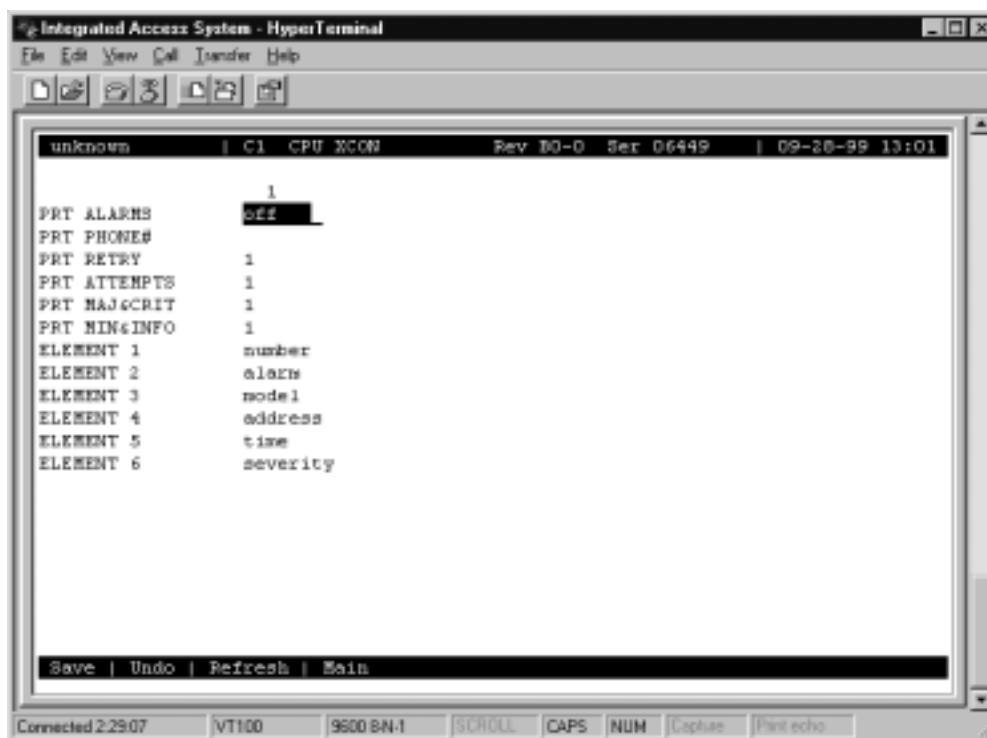 Integrated Access System - HyperTerminal
File Edit View Call Transfer Help
unknown | C1 CPU XCON Rev B0-0 Ser 06449 | 09-28-99 13:01
1
PRT ALARMS off
PRT PHONE#
PRT RETRY 1
PRT ATTEMPTS 1
PRT MAJ&CRIT 1
PRT MIN&INFO 1
ELEMENT 1 number
ELEMENT 2 alarm
ELEMENT 3 model
ELEMENT 4 address
ELEMENT 5 time
ELEMENT 6 severity
Save | Undo | Refresh | Main
Connected 2:29:07 VT100 9600 8-N-1 SCROLL CAPS NUM Capture Print echo